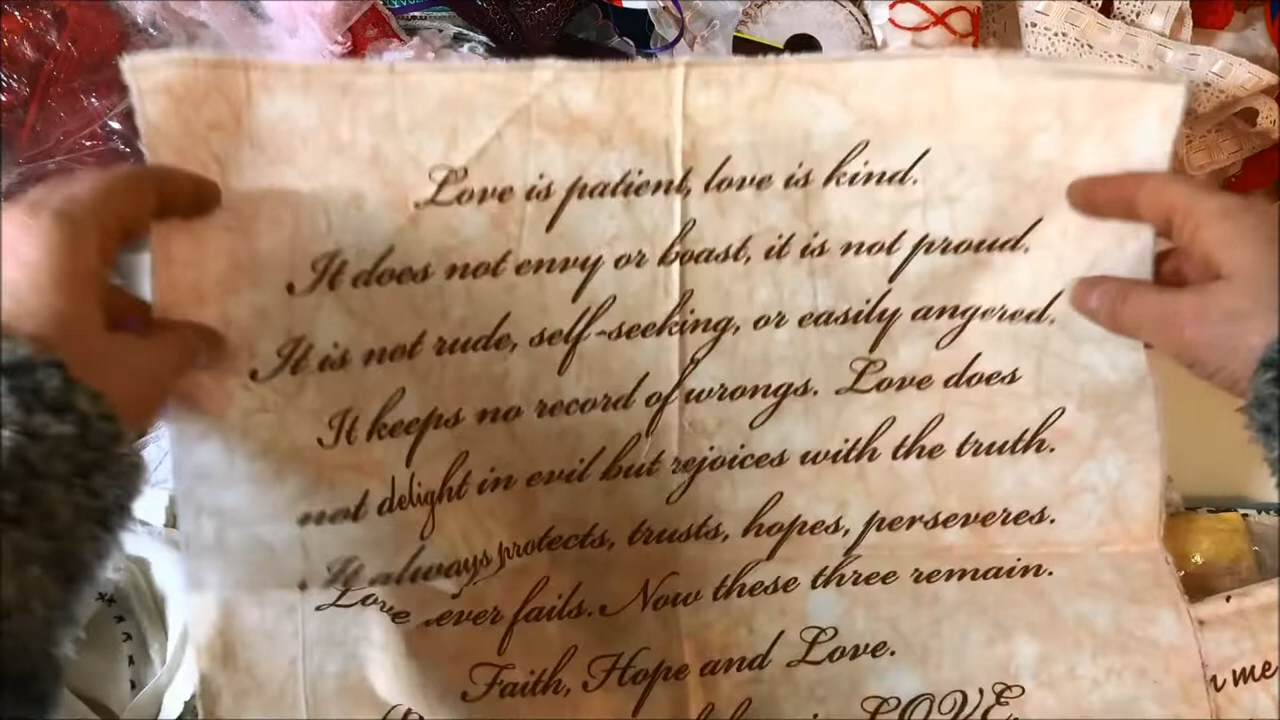 Love is patient, love is kind.
It does not envy or boast, it is not proud.
It is not rude, self-seeking, or easily angered.
It keeps no record of wrongs. Love does
not delight in evil but rejoices with the truth.
It always protects, trusts, hopes, perseveres.
Love ever fails. Now these three remain.
Faith, Hope and Love.
LOVE.
me